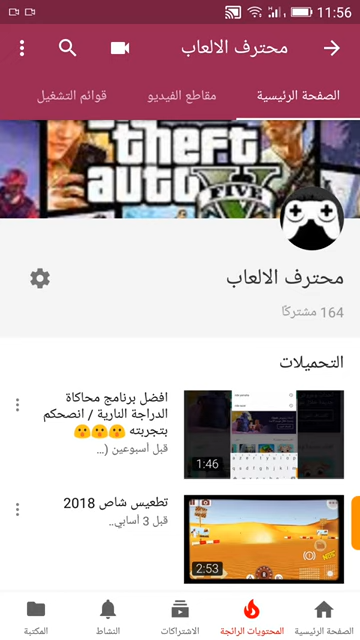 11:56
محترف الالعاب
الصفحة الرئيسية
مقاطع الفيديو
قوائم التشغيل
theft
auto V
FIVE
محترف الالعاب
164 مشتركًا
التحميلات
افضل برنامج محاكاة
الدراجة النارية / انصحكم
بتجربته 😗😗😗
قبل أسبوعين (...
1:46
تطعيس شاص 2018
قبل 3 أسابي...
2:53
الصفحة الرئيسية
المحتويات الرائجة
الاشتراكات
النشاط
المكتبة